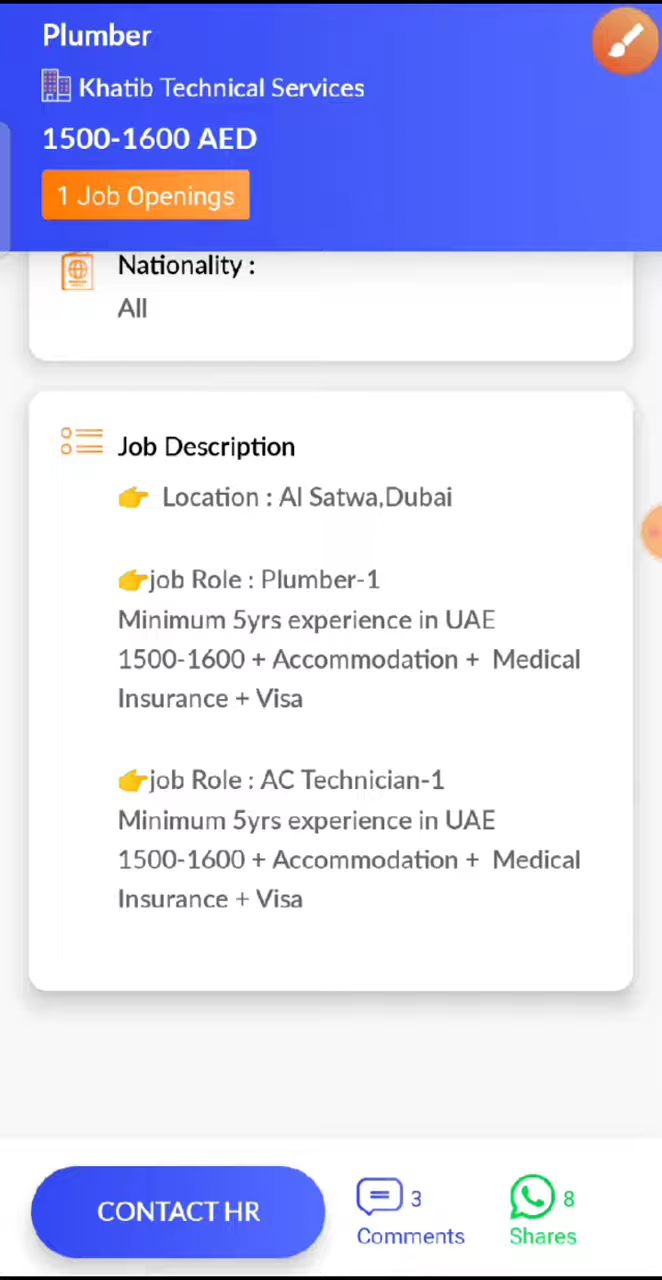 Plumber
Khatib Technical Services
1500-1600 AED
1 Job Openings
Nationality :
All
Job Description
👉 Location : Al Satwa,Dubai
👉job Role : Plumber-1
Minimum 5yrs experience in UAE
1500-1600 + Accommodation + Medical
Insurance + Visa
👉job Role : AC Technician-1
Minimum 5yrs experience in UAE
1500-1600 + Accommodation + Medical
Insurance + Visa
CONTACT HR
3
Comments
8
Shares